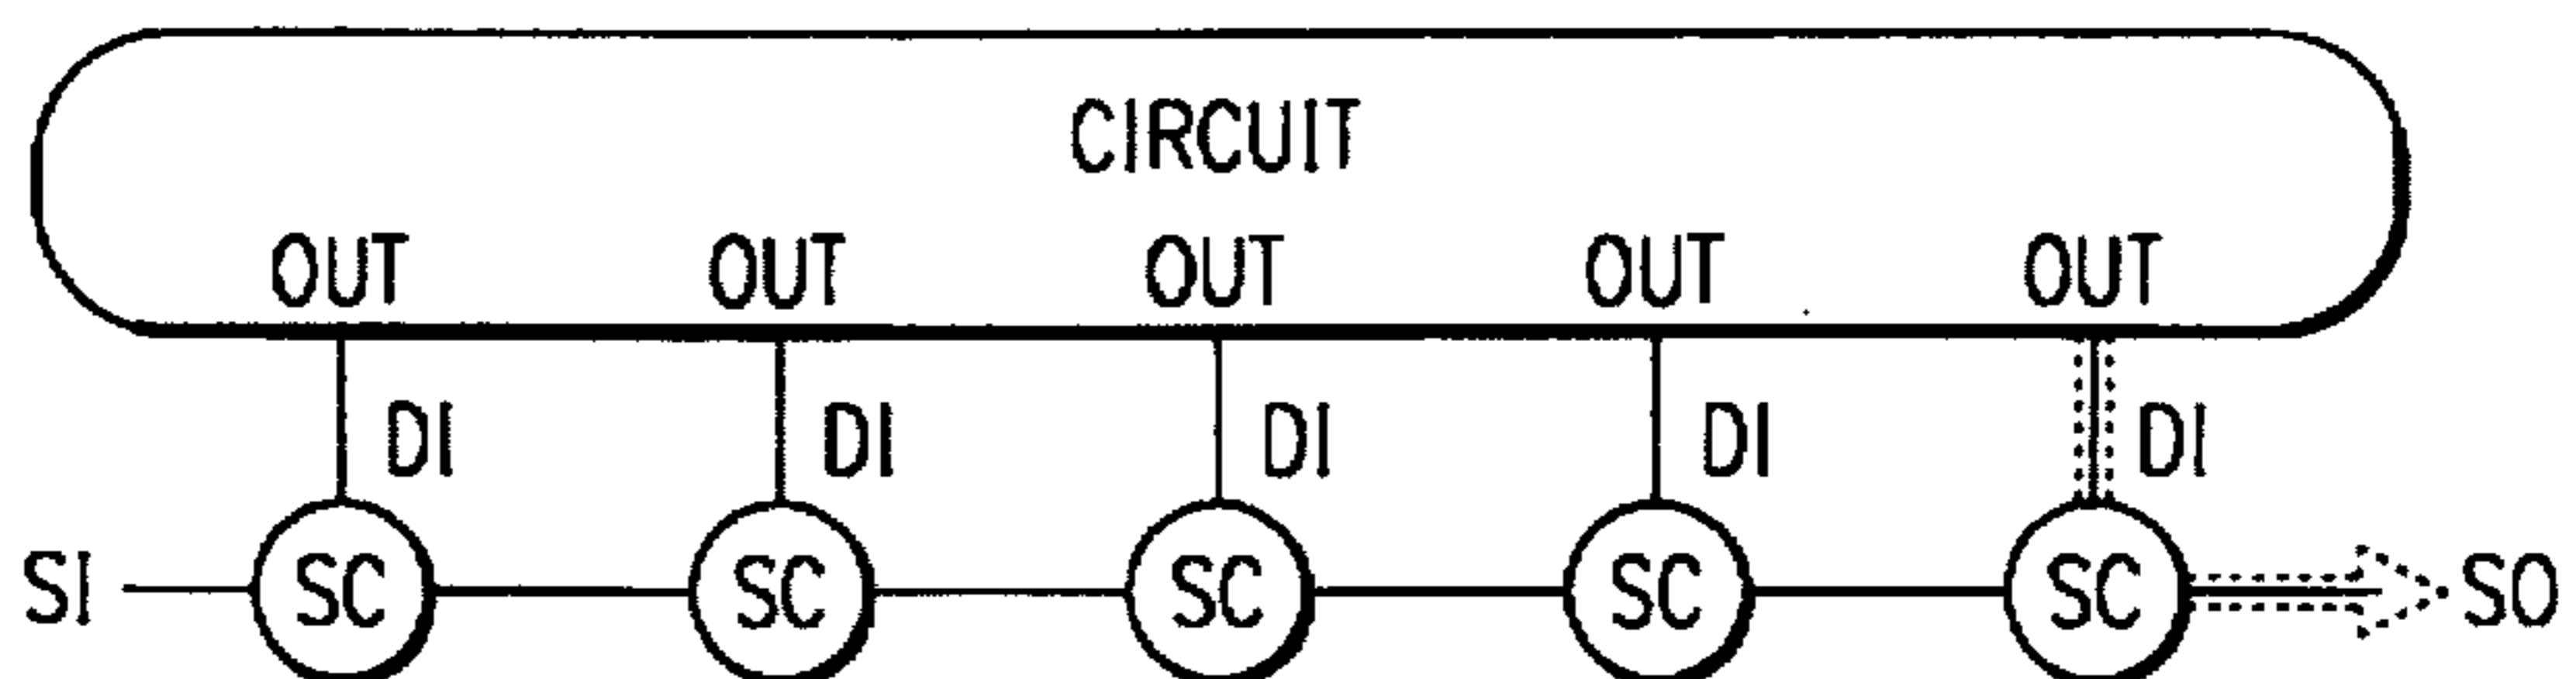 CIRCUIT
OUT OUT OUT OUT OUT
DI DI DI DI DI
SI SC SC SC SC SC SO